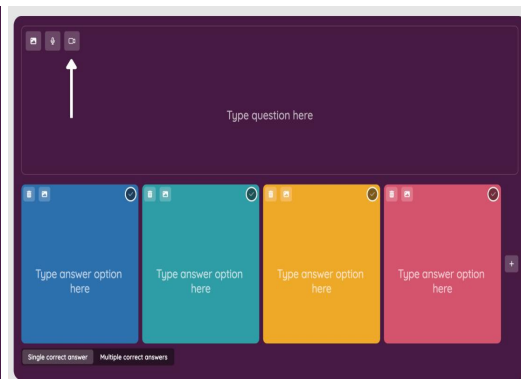 Type question here
Type answer option
here
Type answer option
here
Type answer option
here
Type answer option
here
+
Single correct answer Multiple correct answers